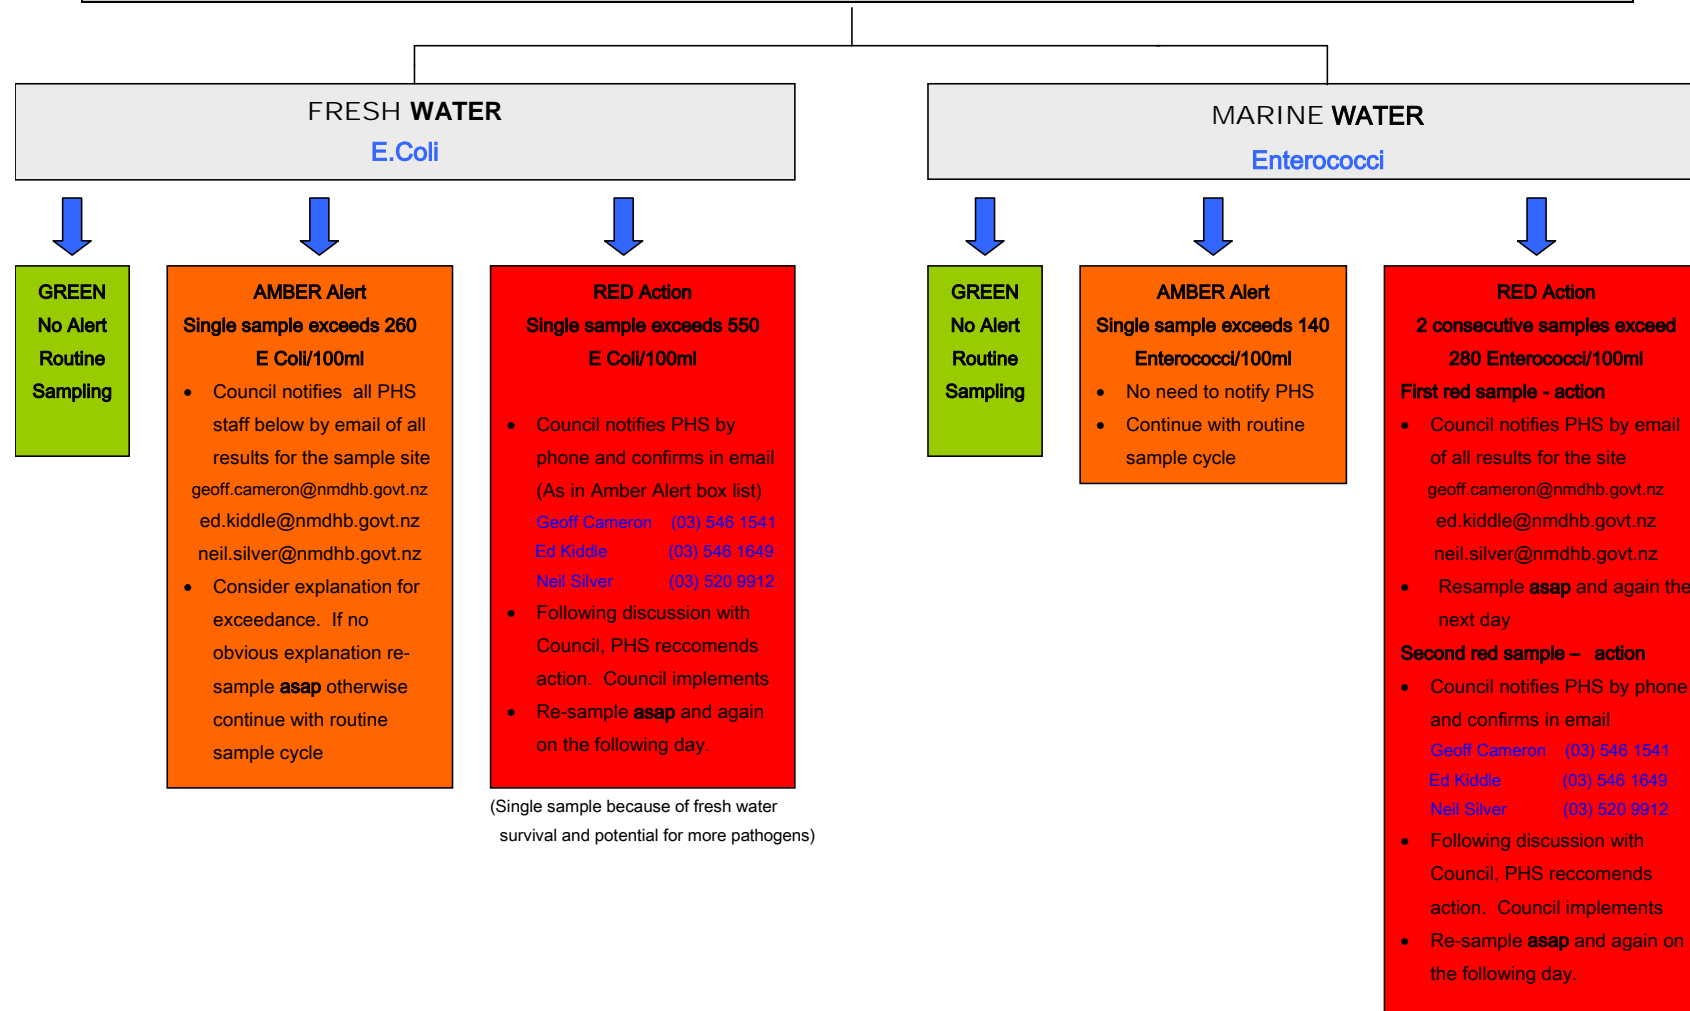 FRESH WATER
E.Coli
GREEN
No Alert
Routine
Sampling
AMBER Alert
Single sample exceeds 260
E Coli/100ml
• Council notifies all PHS
staff below by email of all
results for the sample site
geoff.cameron@nmdhb.govt.nz
ed.kiddle@nmdhb.govt.nz
neil.silver@nmdhb.govt.nz
• Consider explanation for
exceedance. If no
obvious explanation re-
sample asap otherwise
continue with routine
sample cycle
RED Action
Single sample exceeds 550
E Coli/100ml
• Council notifies PHS by
phone and confirms in email
(As in Amber Alert box list)
Geoff Cameron (03) 546 1541
Ed Kiddle (03) 546 1649
Neil Silver (03) 520 9912
• Following discussion with
Council, PHS reccomends
action. Council implements
• Re-sample asap and again
on the following day.
(Single sample because of fresh water
survival and potential for more pathogens)
MARINE WATER
Enterococci
GREEN
No Alert
Routine
Sampling
AMBER Alert
Single sample exceeds 140
Enterococci/100ml
• No need to notify PHS
• Continue with routine
sample cycle
RED Action
2 consecutive samples exceed
280 Enterococci/100ml
First red sample - action
• Council notifies PHS by email
of all results for the site
geoff.cameron@nmdhb.govt.nz
ed.kiddle@nmdhb.govt.nz
neil.silver@nmdhb.govt.nz
• Resample asap and again the
next day
Second red sample – action
• Council notifies PHS by phone
and confirms in email
Geoff Cameron (03) 546 1541
Ed Kiddle (03) 546 1649
Neil Silver (03) 520 9912
• Following discussion with
Council, PHS reccomends
action. Council implements
• Re-sample asap and again on
the following day.